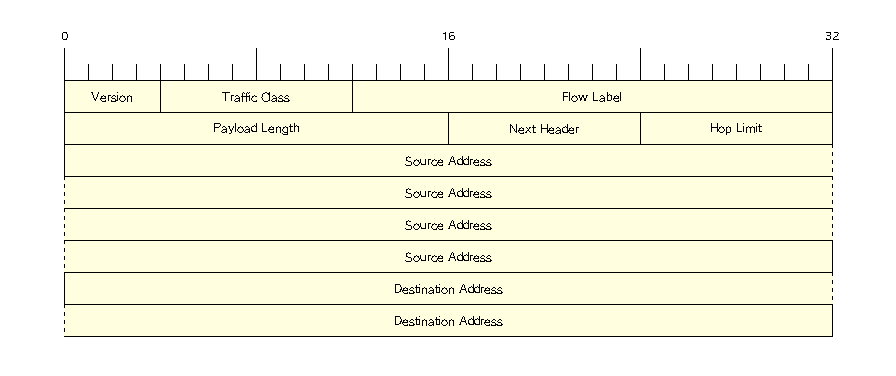 0 16 32
Version Traffic Class Flow Label
Payload Length Next Header Hop Limit
Source Address
Source Address
Source Address
Source Address
Destination Address
Destination Address